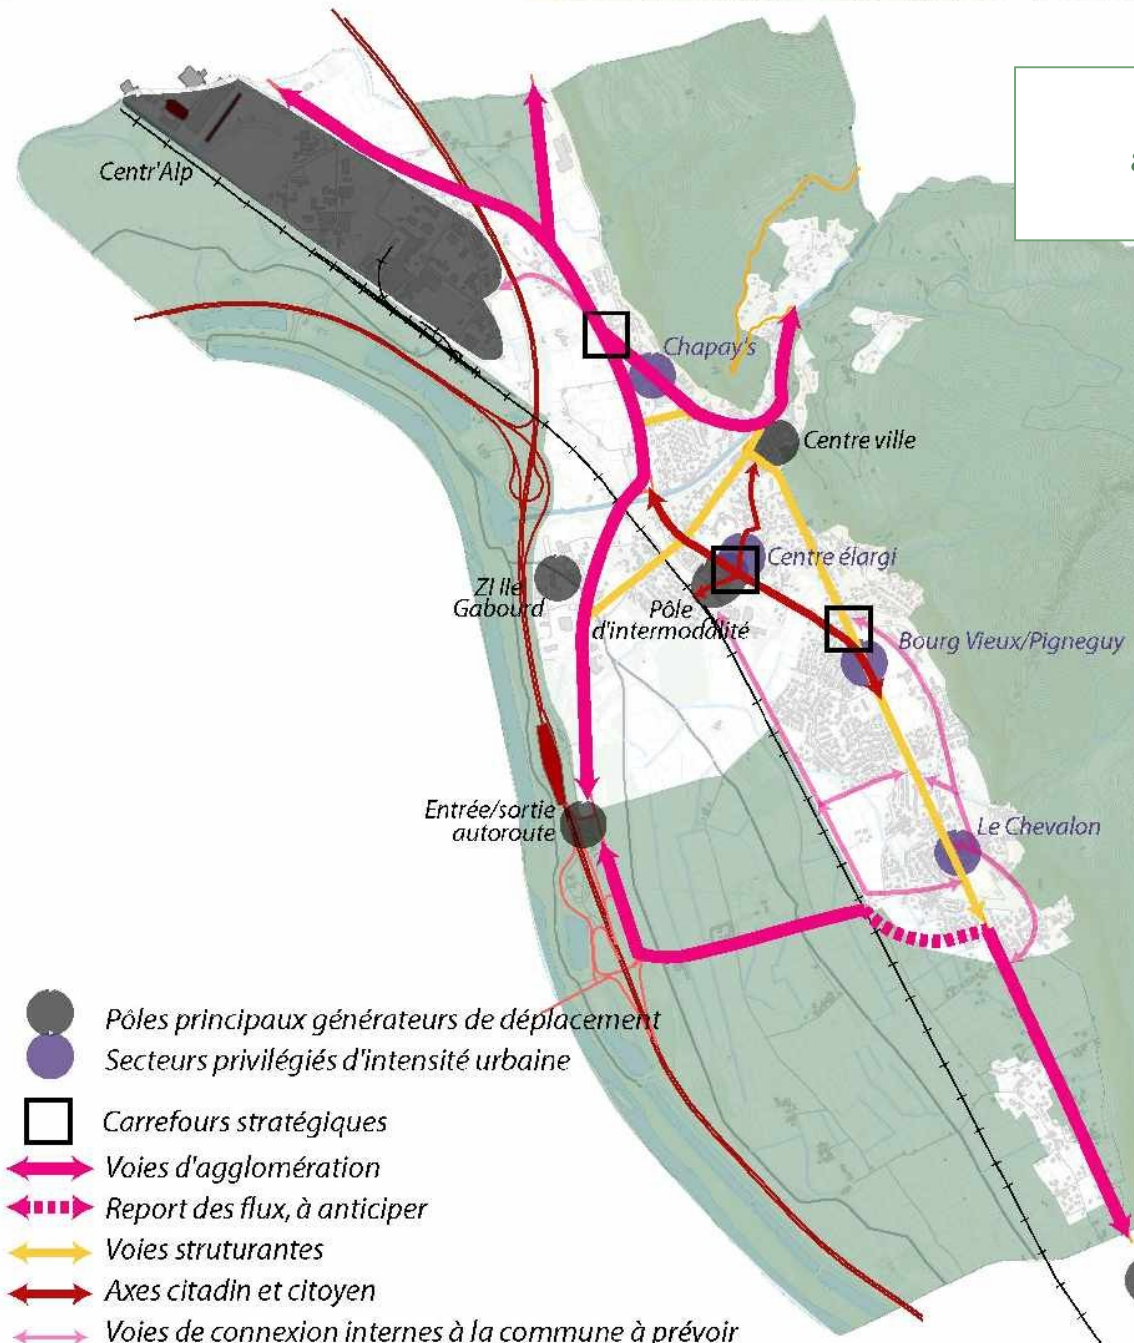 Centr'Alp
Chapay's
Centre ville
Centre élargi
ZI Ile
Gabourd
Pôle
d'intermodalité
Bourg Vieux/Pigneguy
Entrée/sortie
autoroute
Le Chevalon
Pôles principaux générateurs de déplacement
Secteurs privilégiés d'intensité urbaine
Carrefours stratégiques
Voies d'agglomération
Report des flux, à anticiper
Voies struturantes
Axes citadin et citoyen
Voies de connexion internes à la commune à prévoir